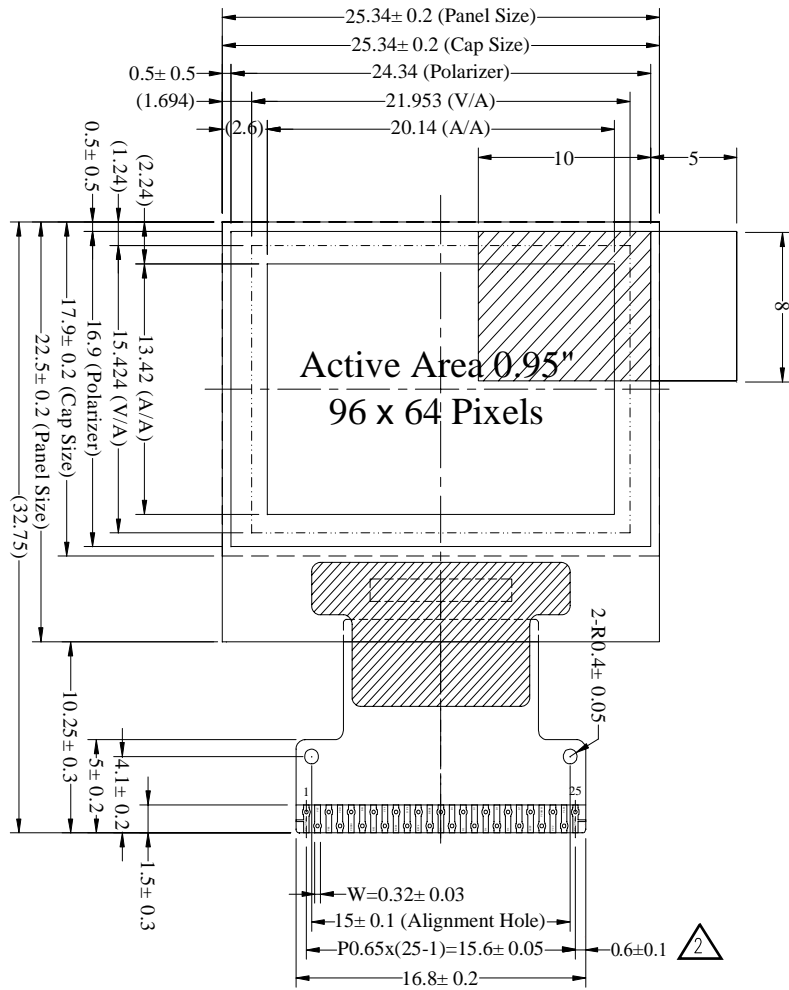 25.34± 0.2 (Panel Size)
25.34± 0.2 (Cap Size)
0.5± 0.5
24.34 (Polarizer)
(1.694)
21.953 (V/A)
(2.6)
20.14 (A/A)
10
5
0.5± 0.5
(1.24)
(2.24)
8
Active Area 0.95"
96 x 64 Pixels
13.42 (A/A)
15.424 (V/A)
16.9 (Polarizer)
17.9± 0.2 (Cap Size)
22.5± 0.2 (Panel Size)
(32.75)
2-R0.4± 0.05
10.25± 0.3
5± 0.2
4.1± 0.2
1.5± 0.3
1
25
W=0.32± 0.03
15± 0.1 (Alignment Hole)
P0.65x(25-1)=15.6± 0.05
0.6±0.1
2
16.8± 0.2